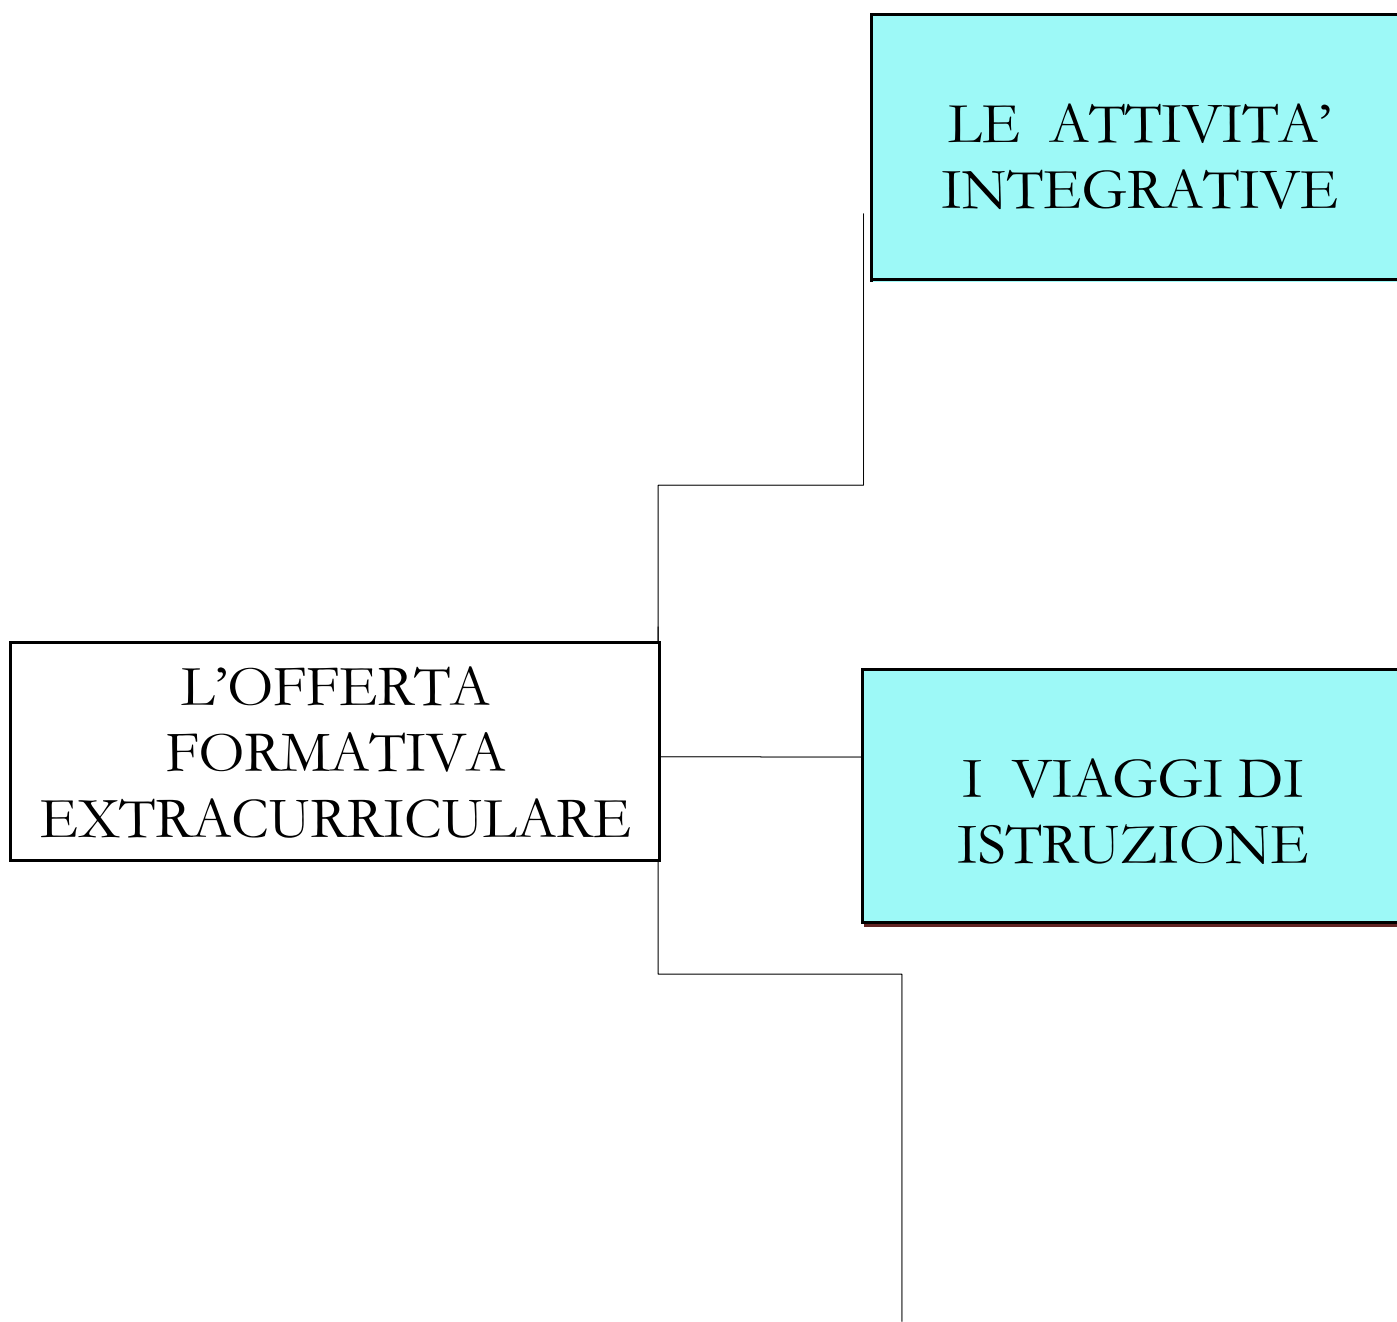 LE ATTIVITA’
INTEGRATIVE
L’OFFERTA
FORMATIVA
EXTRACURRICULARE
I VIAGGI DI
ISTRUZIONE